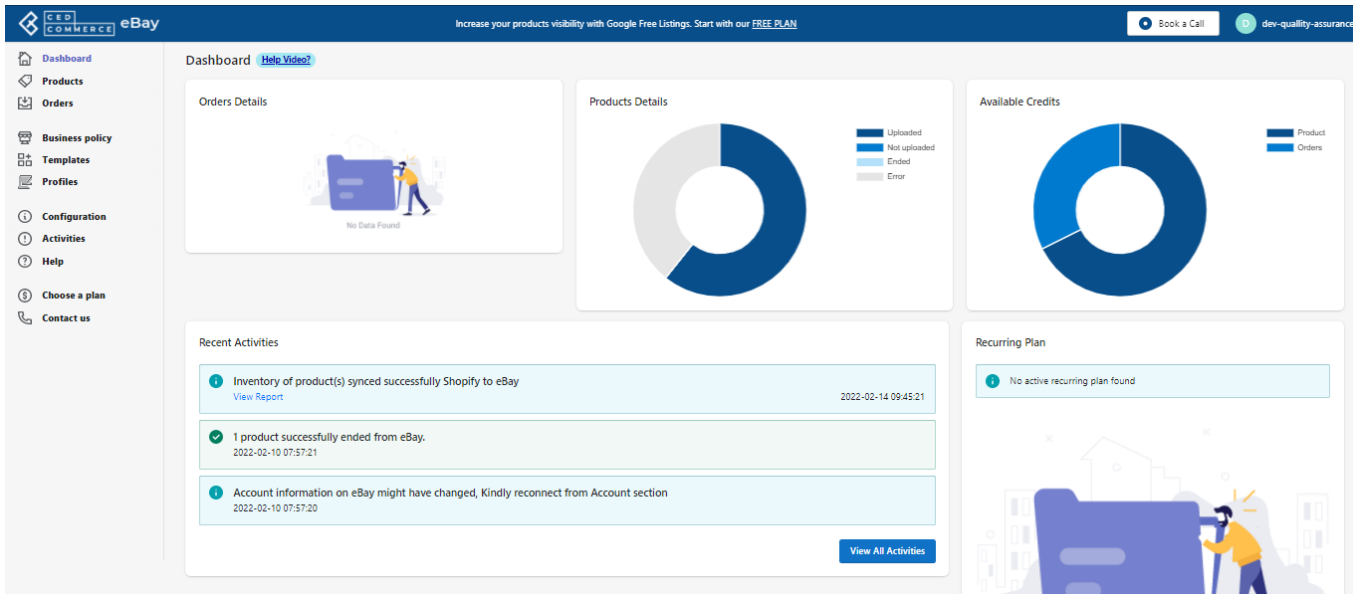 CED COMMERCE eBay
Increase your products visibility with Google Free Listings. Start with our FREE PLAN
Book a Call
D
dev-quallity-assurance
Dashboard
Products
Orders
Business policy
Templates
Profiles
Configuration
Activities
Help
Choose a plan
Contact us
Dashboard Help Video?
Orders Details
No Data Found
Products Details
Uploaded
Not uploaded
Ended
Error
Available Credits
Product
Orders
Recent Activities
Inventory of product(s) synced successfully Shopify to eBay
View Report 2022-02-14 09:45:21
1 product successfully ended from eBay.
2022-02-10 07:57:21
Account information on eBay might have changed, Kindly reconnect from Account section
2022-02-10 07:57:20
View All Activities
Recurring Plan
No active recurring plan found